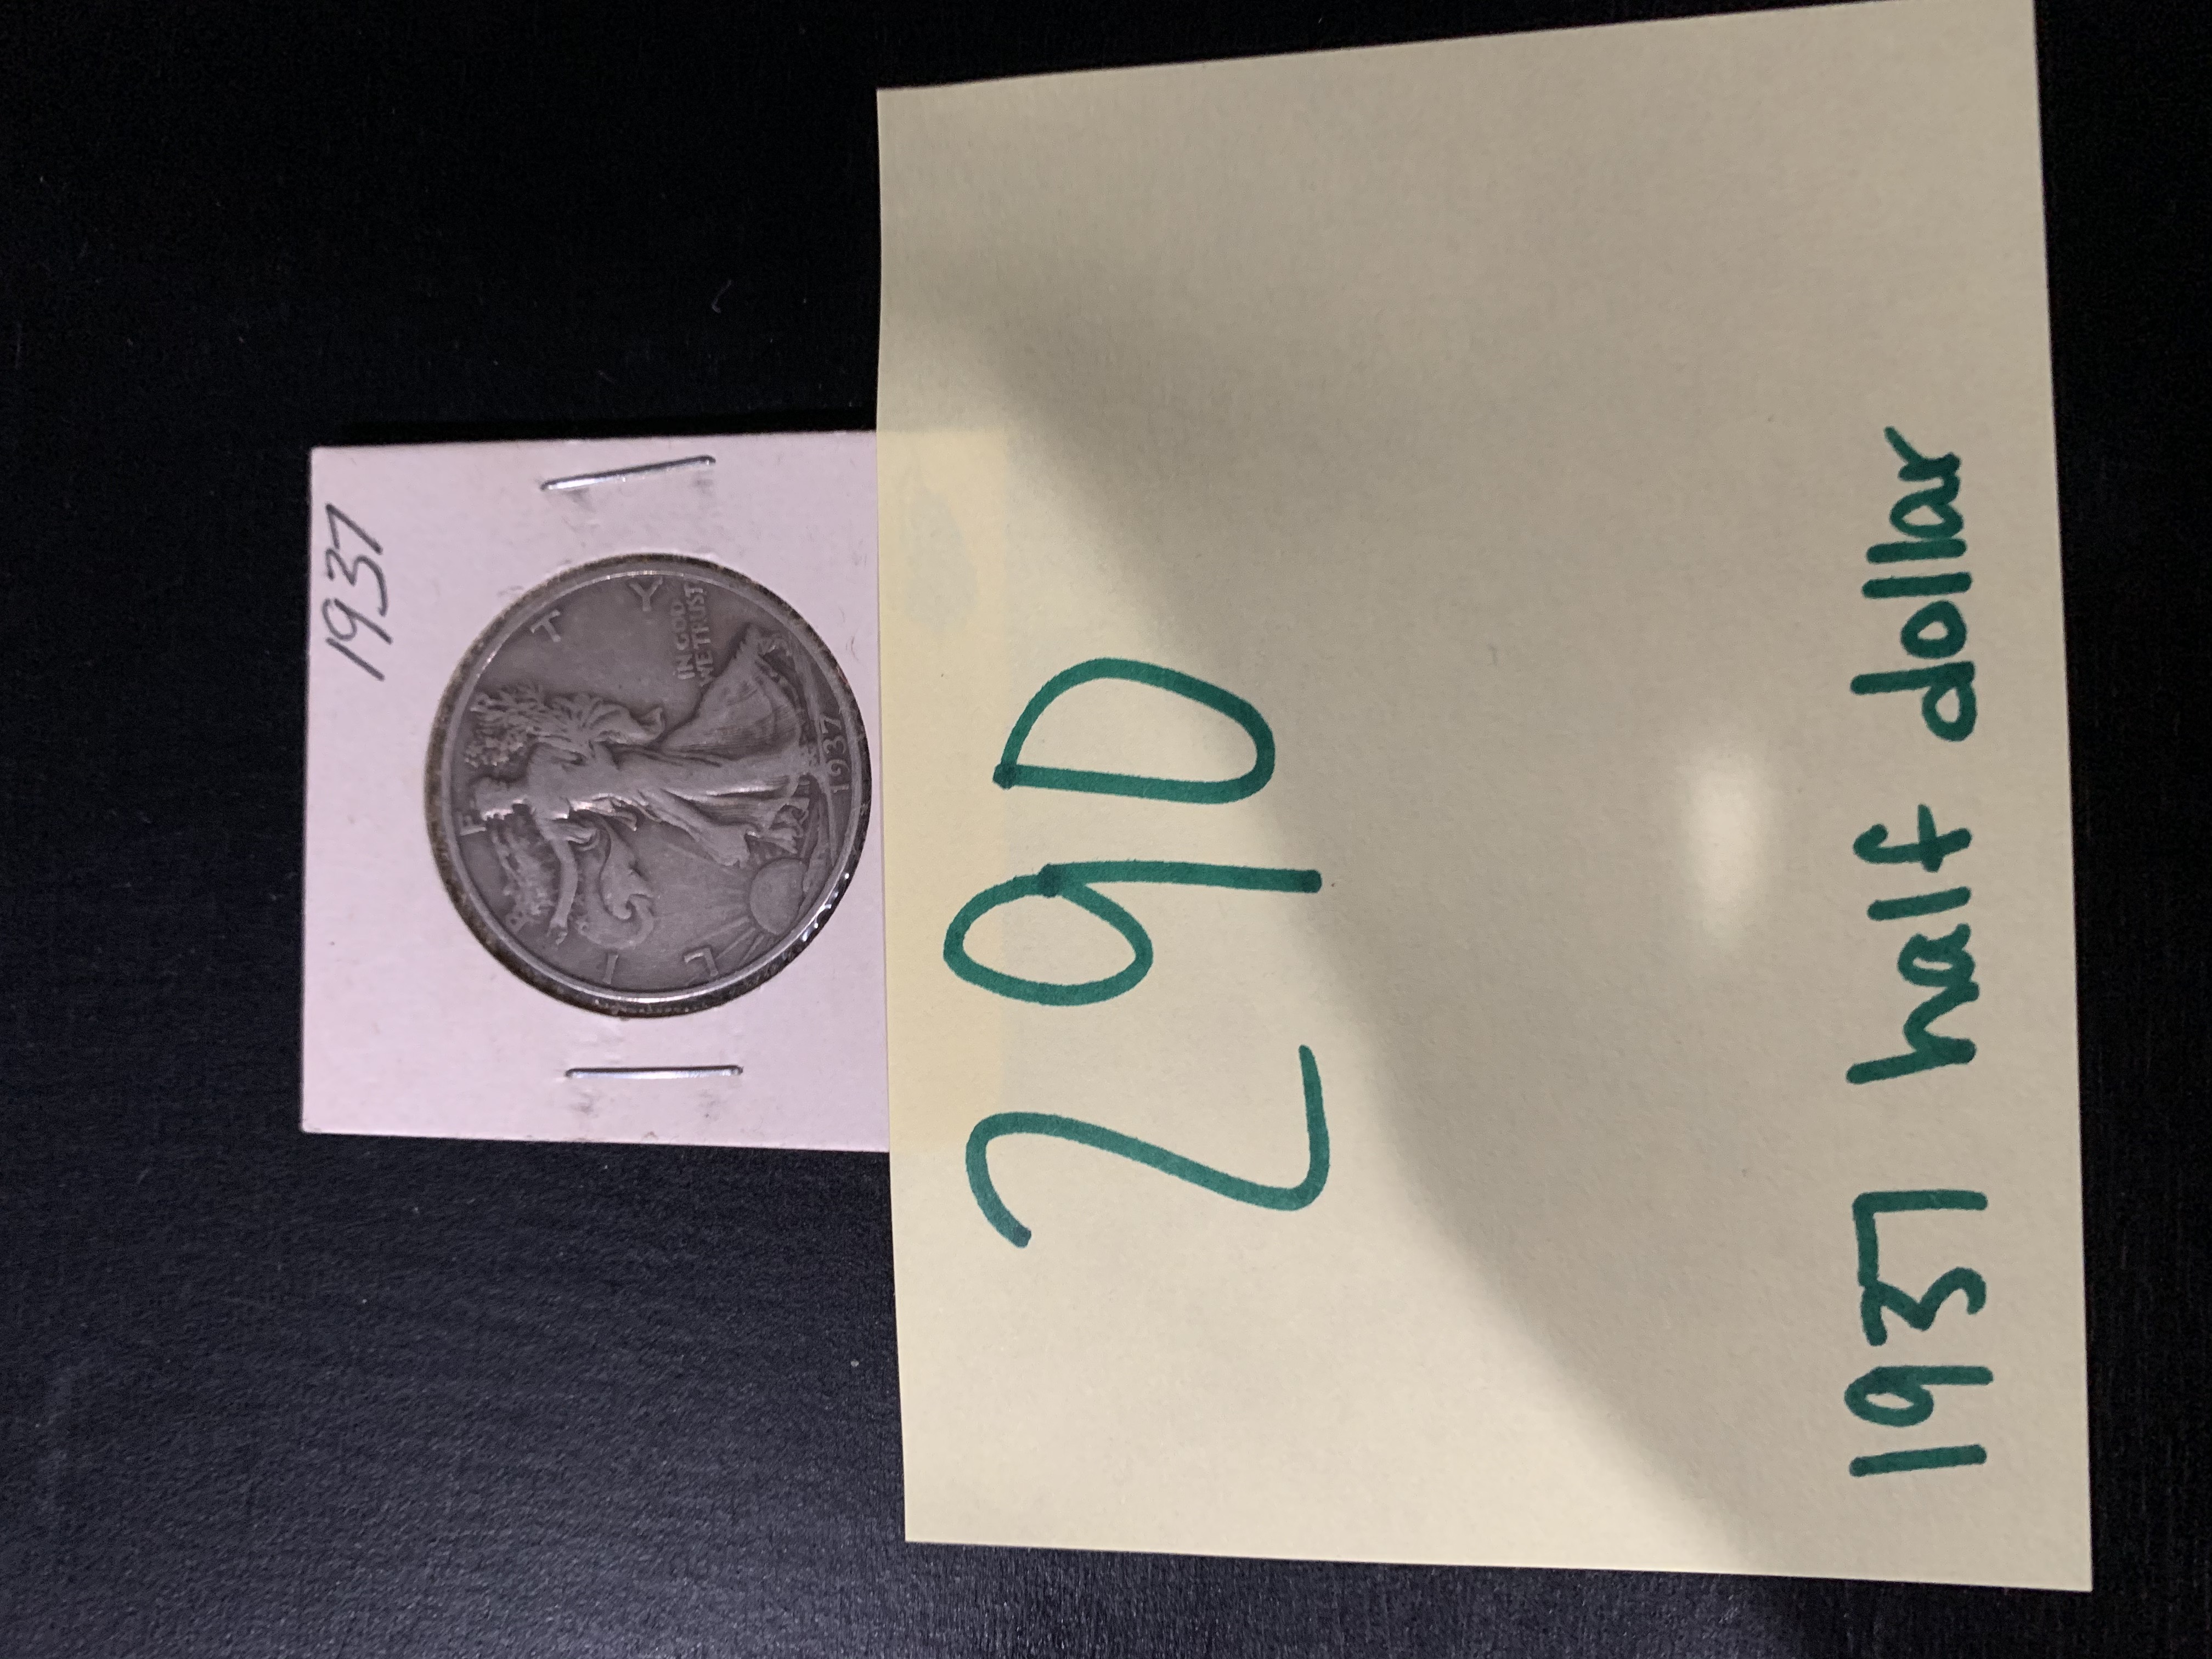 1937
LIBERTY
IN GOD
WE TRUST
1937
29D
1937 half dollar